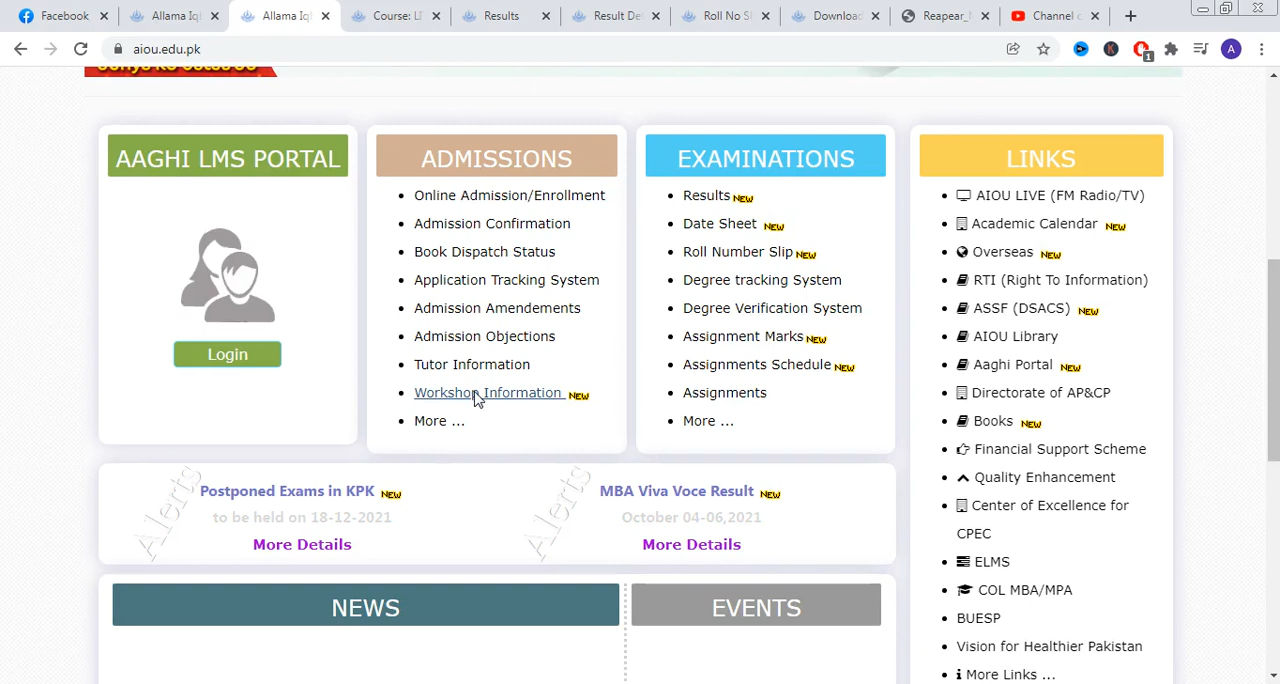 Facebook
Allama Iqb
Allama Iq
Course: LI
Results
Result De
Roll No S
Download
Reapear_
Channel c
aiou.edu.pk
A
1
AAGHI LMS PORTAL
Login
ADMISSIONS
Online Admission/Enrollment
Admission Confirmation
Book Dispatch Status
Application Tracking System
Admission Amendements
Admission Objections
Tutor Information
Workshop Information NEW
More ...
EXAMINATIONS
Results NEW
Date Sheet NEW
Roll Number Slip NEW
Degree tracking System
Degree Verification System
Assignment Marks NEW
Assignments Schedule NEW
Assignments
More ...
LINKS
AIOU LIVE (FM Radio/TV)
Academic Calendar NEW
Overseas NEW
RTI (Right To Information)
ASSF (DSACS) NEW
AIOU Library
Aaghi Portal NEW
Directorate of AP&CP
Books NEW
Financial Support Scheme
Quality Enhancement
Center of Excellence for
CPEC
ELMS
COL MBA/MPA
BUESP
Vision for Healthier Pakistan
More Links ...
Alerts
Postponed Exams in KPK NEW
to be held on 18-12-2021
More Details
Alerts
MBA Viva Voce Result NEW
October 04-06,2021
More Details
NEWS
EVENTS